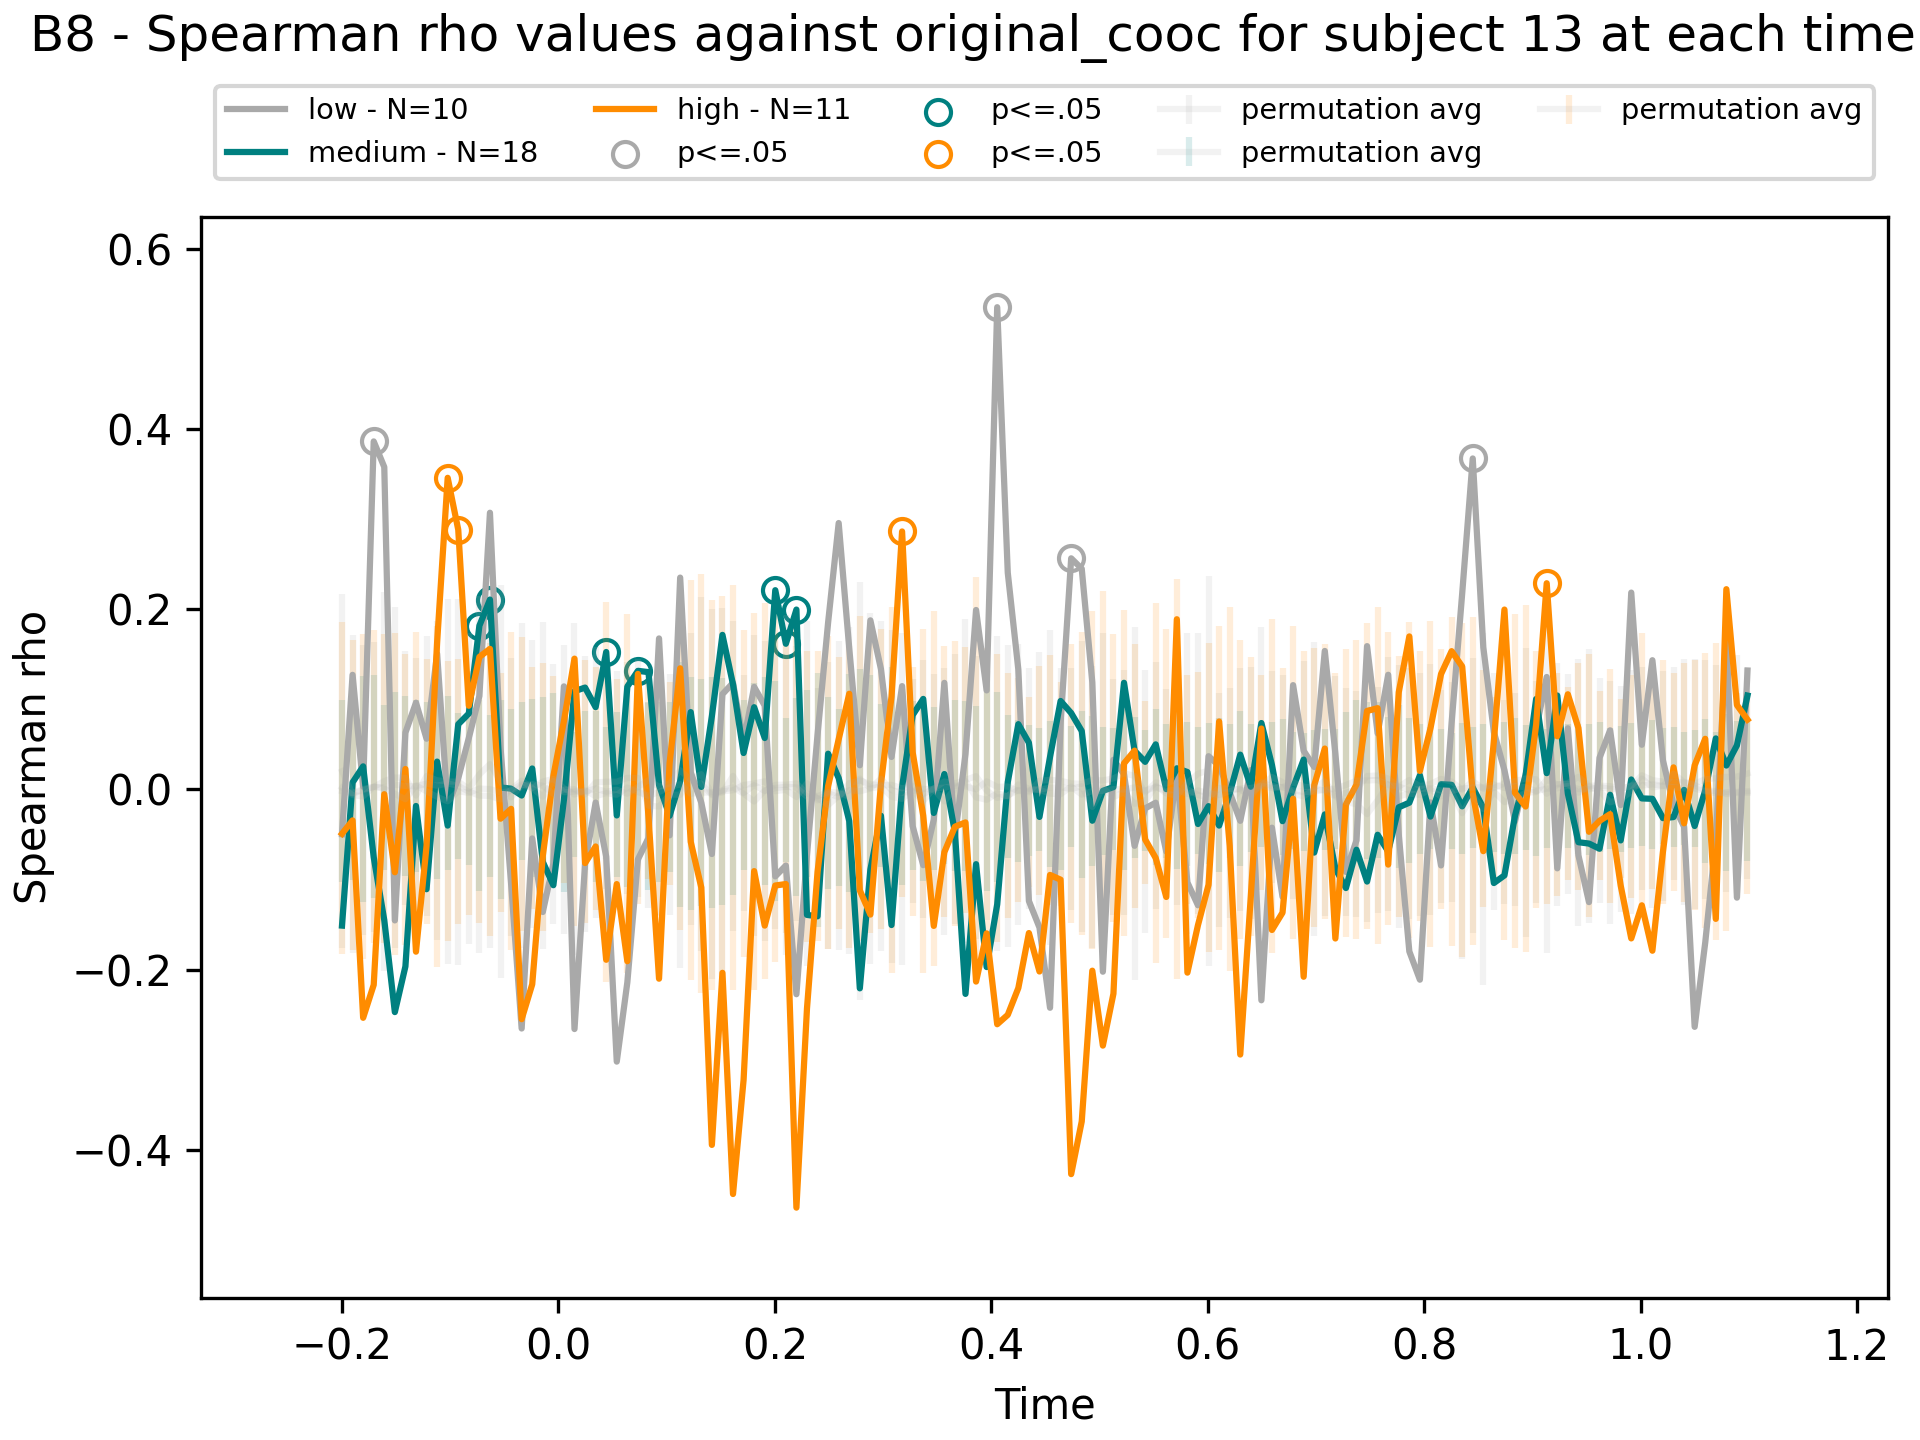 B8 - Spearman rho values against original_cooc for subject 13 at each time
low - N=10
medium - N=18
high - N=11
p<=.05
p<=.05
p<=.05
permutation avg
permutation avg
permutation avg
Spearman rho
0.6
0.4
0.2
0.0
−0.2
−0.4
−0.2
0.0
0.2
0.4
0.6
0.8
1.0
1.2
Time